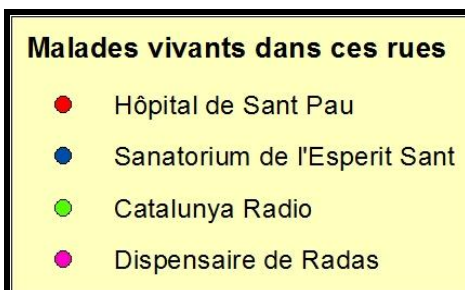 Malades vivants dans ces rues
Hôpital de Sant Pau
Sanatorium de l'Esperit Sant
Catalunya Radio
Dispensaire de Radas